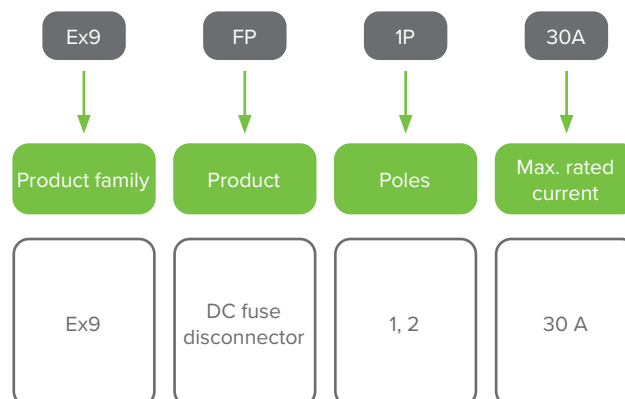 Ex9
FP
1P
30A
Product family
Product
Poles
Max. rated
current
Ex9
DC fuse
disconnector
1, 2
30 A